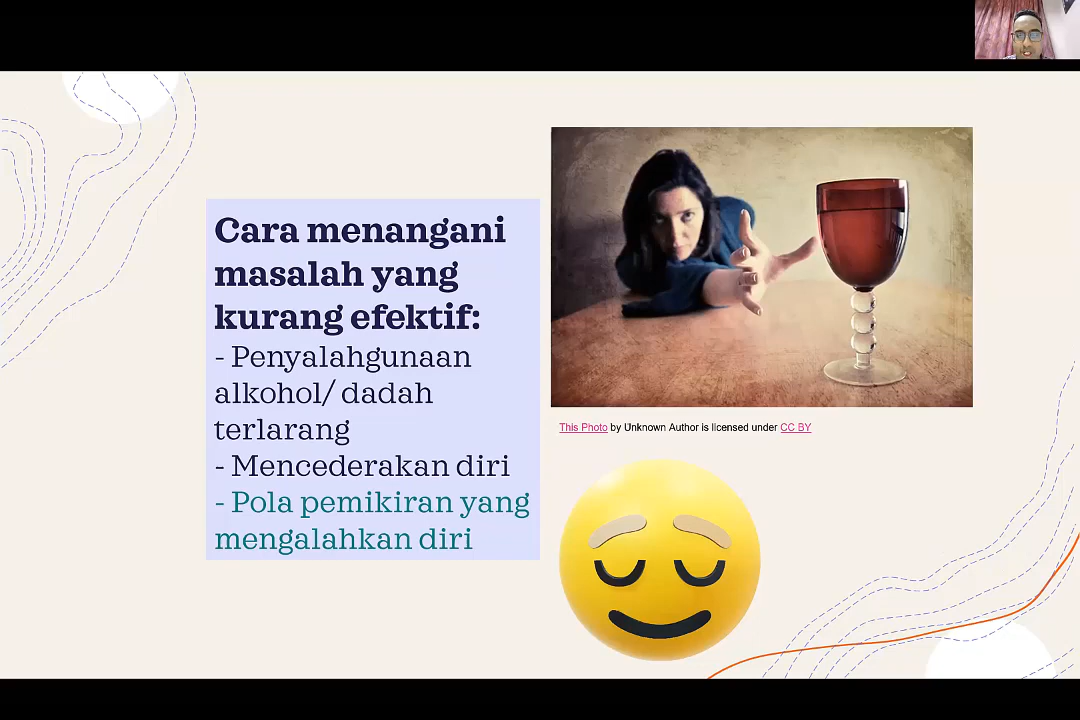 Cara menangani
masalah yang
kurang efektif:
- Penyalahgunaan
alkohol/ dadah
terlarang
- Mencederakan diri
- Pola pemikiran yang
mengalahkan diri
This Photo by Unknown Author is licensed under CC BY